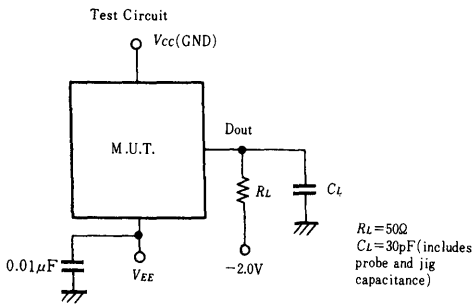 Test Circuit
Vcc(GND)
M.U.T.
Dout
RL
CL
0.01μF
VEE
−2.0V
RL=50Ω
CL=30pF(includes
probe and jig
capacitance)